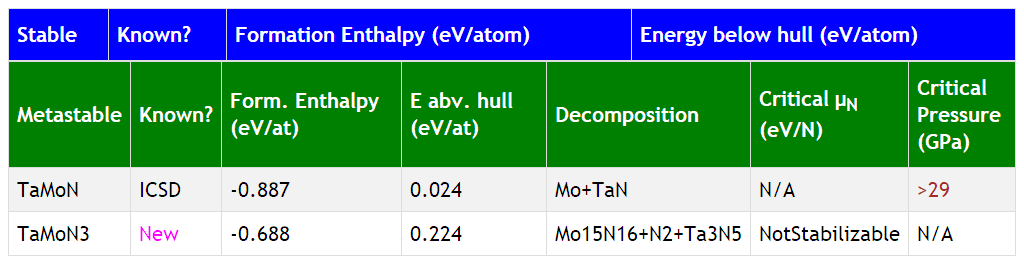 Stable Known? Formation Enthalpy (eV/atom) Energy below hull (eV/atom)
Metastable Known? Form. Enthalpy (eV/at) E abv. hull (eV/at) Decomposition Critical μN (eV/N) Critical Pressure (GPa)
TaMoN ICSD -0.887 0.024 Mo+TaN N/A >29
TaMoN3 New -0.688 0.224 Mo15N16+N2+Ta3N5 NotStabilizable N/A